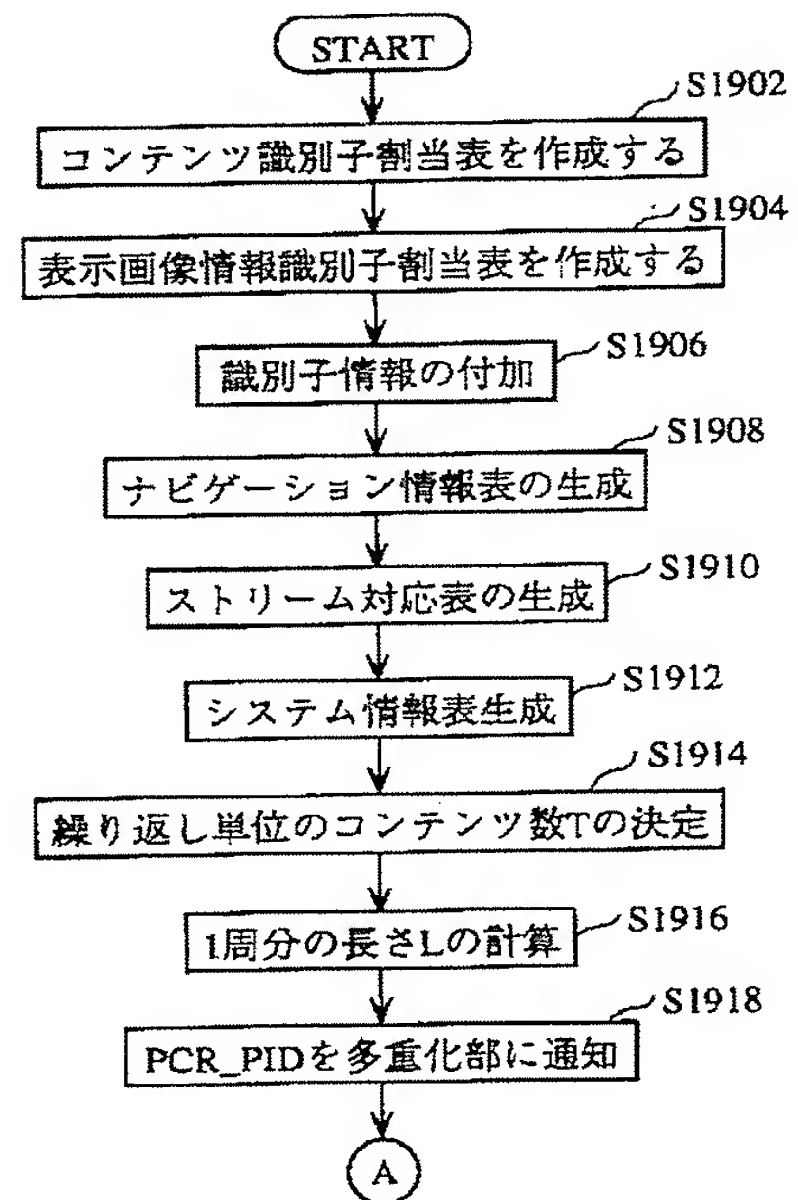 START
S1902
コンテンツ識別子割当表を作成する
S1904
表示画像情報識別子割当表を作成する
S1906
識別子情報の付加
S1908
ナビゲーション情報表の生成
S1910
ストリーム対応表の生成
S1912
システム情報表生成
S1914
繰り返し単位のコンテンツ数Tの決定
S1916
1周分の長さLの計算
S1918
PCR_PIDを多重化部に通知
A